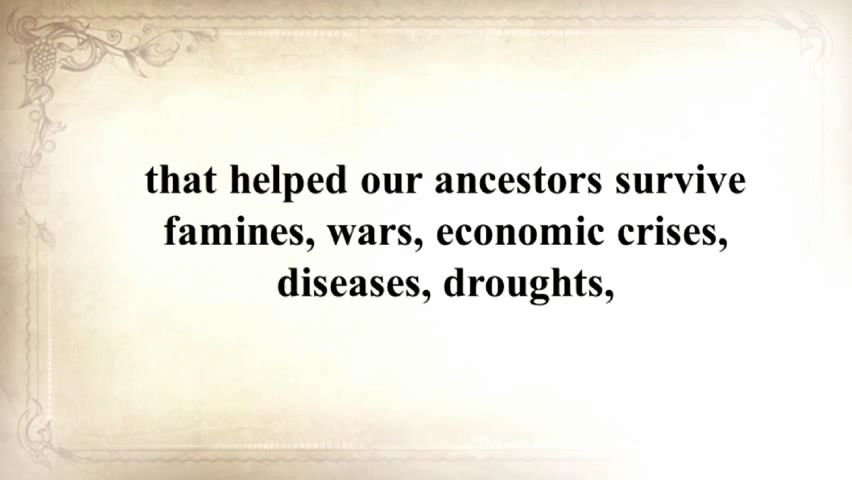 that helped our ancestors survive
famines, wars, economic crises,
diseases, droughts,